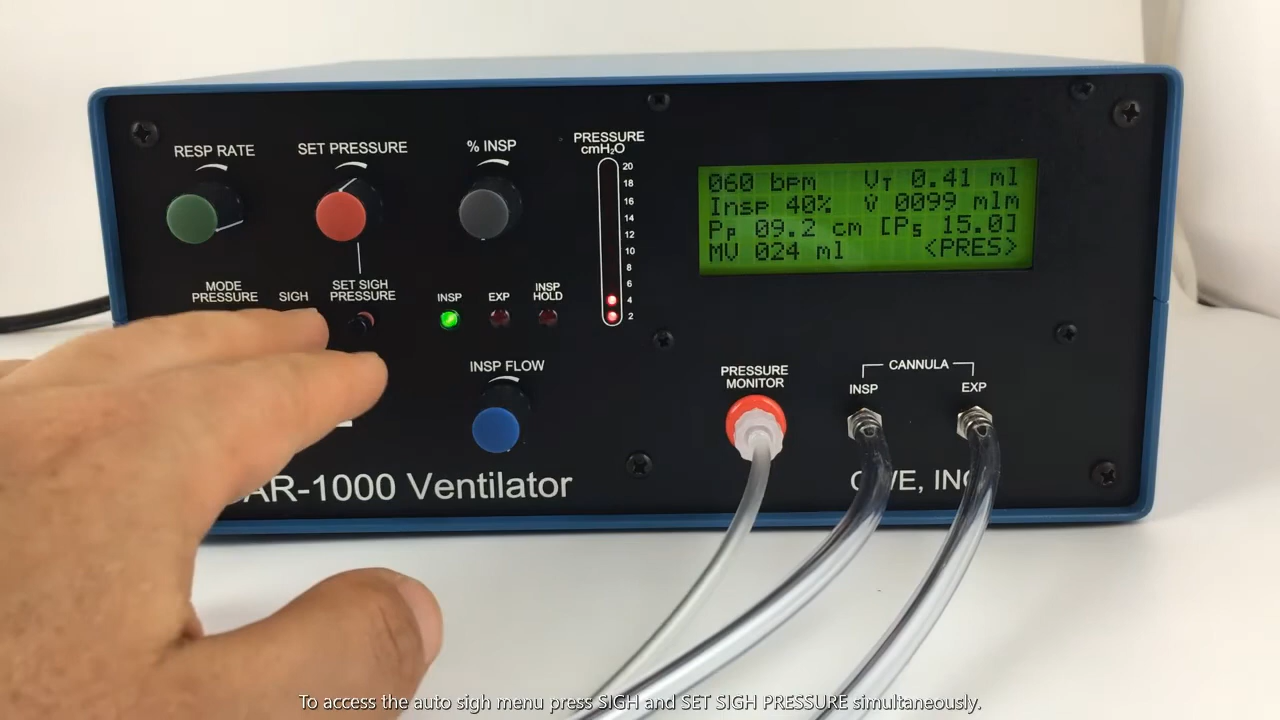 RESP RATE
SET PRESSURE
% INSP
PRESSURE
cmH₂O
20
18
16
14
12
10
8
6
4
2
060 bpm VT 0.41 ml
Insp 40% V̇ 0099 mlm
Pp 09.2 cm [Ps 15.0]
MV 024 ml <PRES>
MODE
PRESSURE
SIGH
SET SIGH
PRESSURE
INSP
EXP
INSP
HOLD
INSP FLOW
PRESSURE
MONITOR
CANNULA
INSP
EXP
AR-1000 Ventilator
INC
To access the auto sigh menu press SIGH and SET SIGH PRESSURE simultaneously.